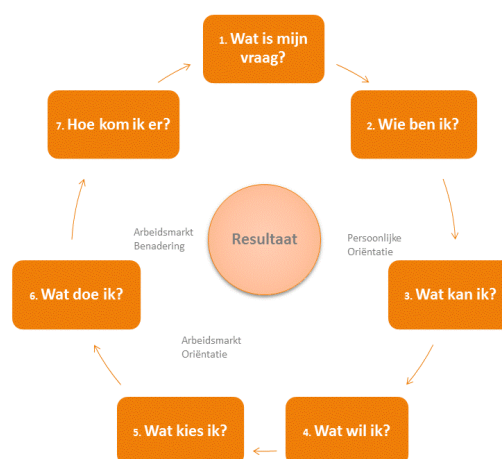 1. Wat is mijn
vraag?
2. Wie ben ik?
3. Wat kan ik?
4. Wat wil ik?
5. Wat kies ik?
6. Wat doe ik?
7. Hoe kom ik er?
Resultaat
Persoonlijke
Oriëntatie
Arbeidsmarkt
Oriëntatie
Arbeidsmarkt
Benadering